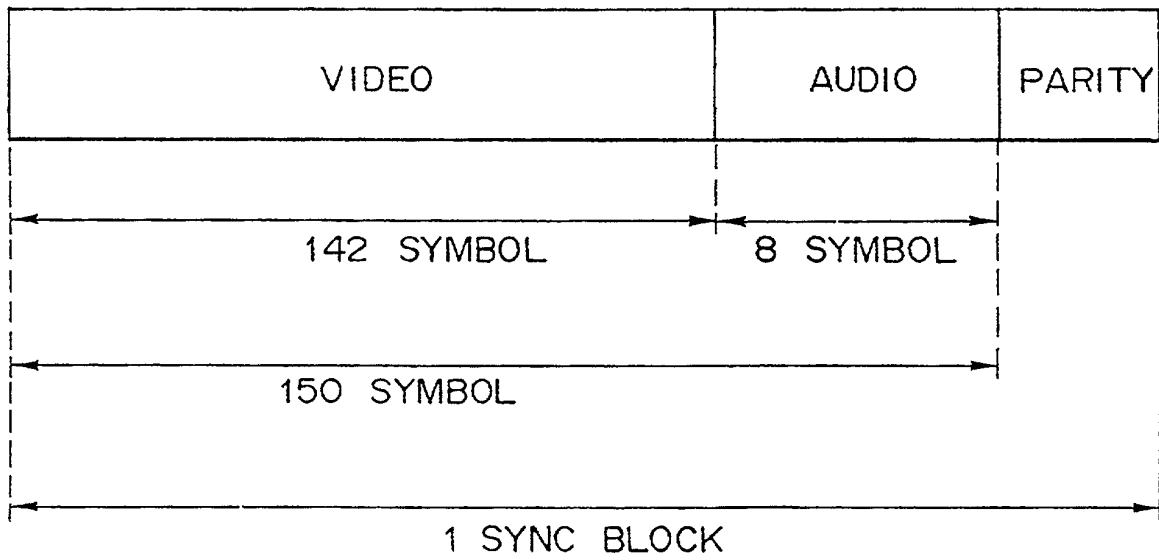 VIDEO AUDIO PARITY
142 SYMBOL 8 SYMBOL
150 SYMBOL
1 SYNC BLOCK